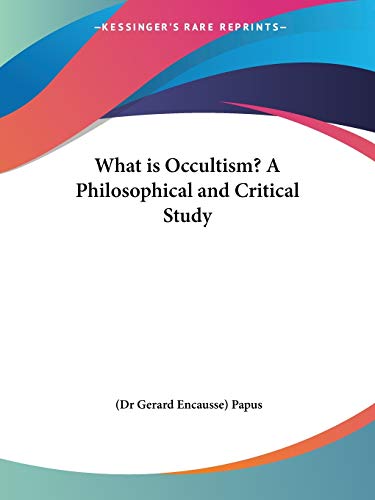 ~KESSINGER'S RARE REPRINTS~
What is Occultism? A
Philosophical and Critical
Study
(Dr Gerard Encausse) Papus